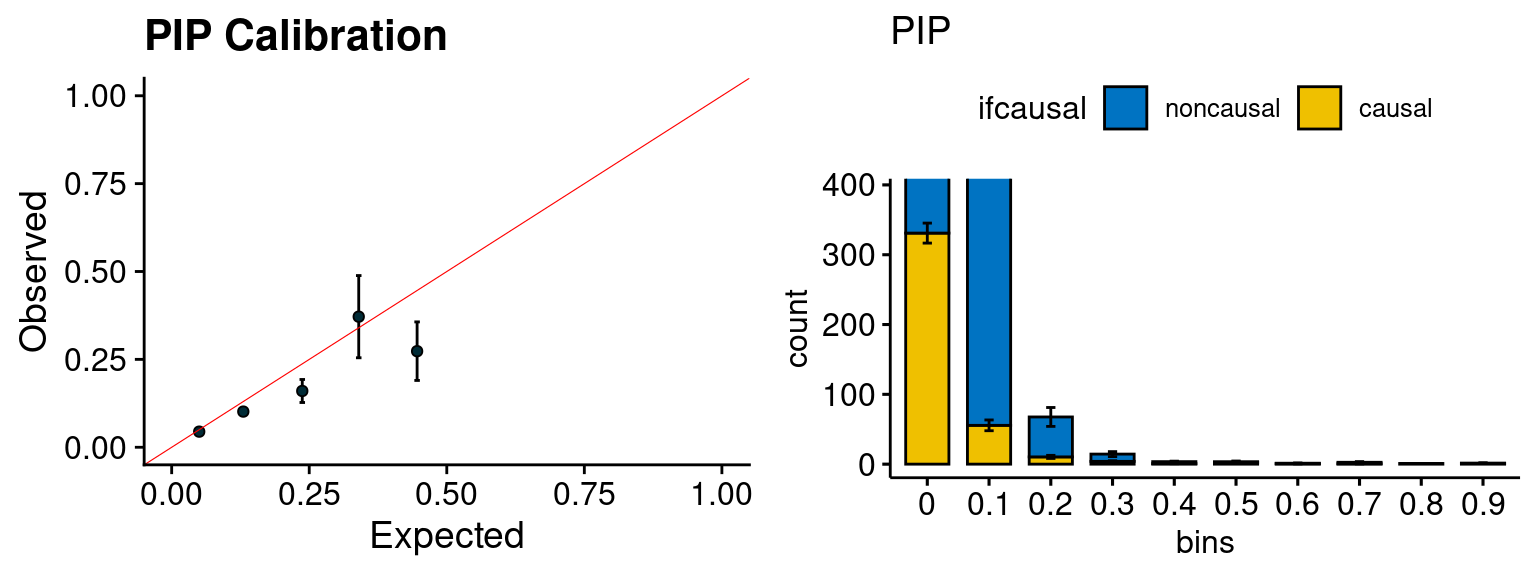 PIP Calibration
Observed
1.00
0.75
0.50
0.25
0.00
0.00 0.25 0.50 0.75 1.00
Expected
PIP
ifcausal noncausal causal
count
400
300
200
100
0
0 0.1 0.2 0.3 0.4 0.5 0.6 0.7 0.8 0.9
bins